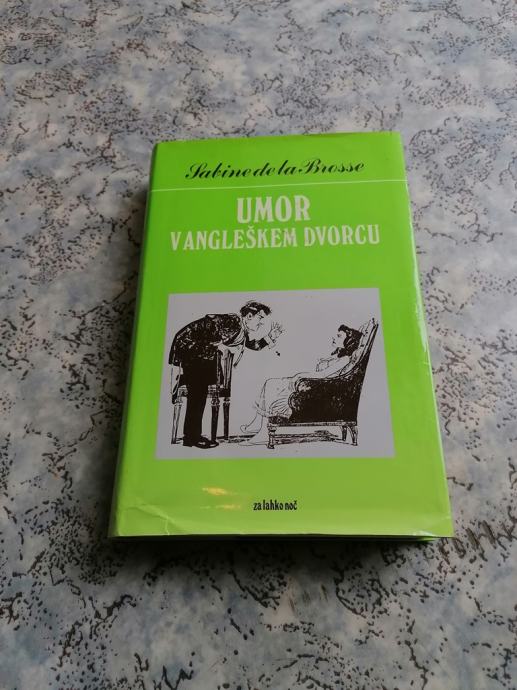 Sabine de la Brosse
UMOR
V ANGLEŠKEM DVORCU
za lahko noč